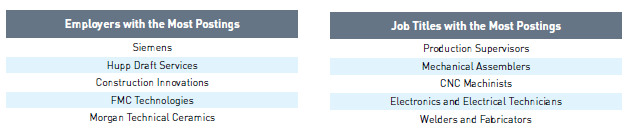 Employers with the Most Postings
Siemens
Hupp Draft Services
Construction Innovations
FMC Technologies
Morgan Technical Ceramics
Job Titles with the Most Postings
Production Supervisors
Mechanical Assemblers
CNC Machinists
Electronics and Electrical Technicians
Welders and Fabricators